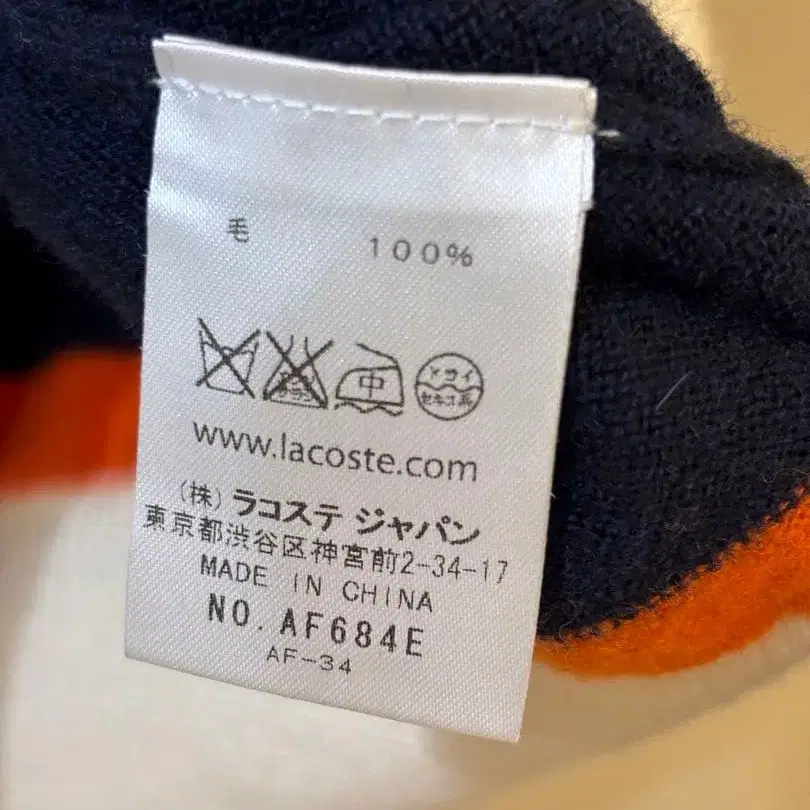 毛 100%
中 ドライ セキユ系
www.lacoste.com
(株) ラコステ ジャパン
東京都渋谷区神宮前2-34-17
MADE IN CHINA
NO. AF684E
AF-34